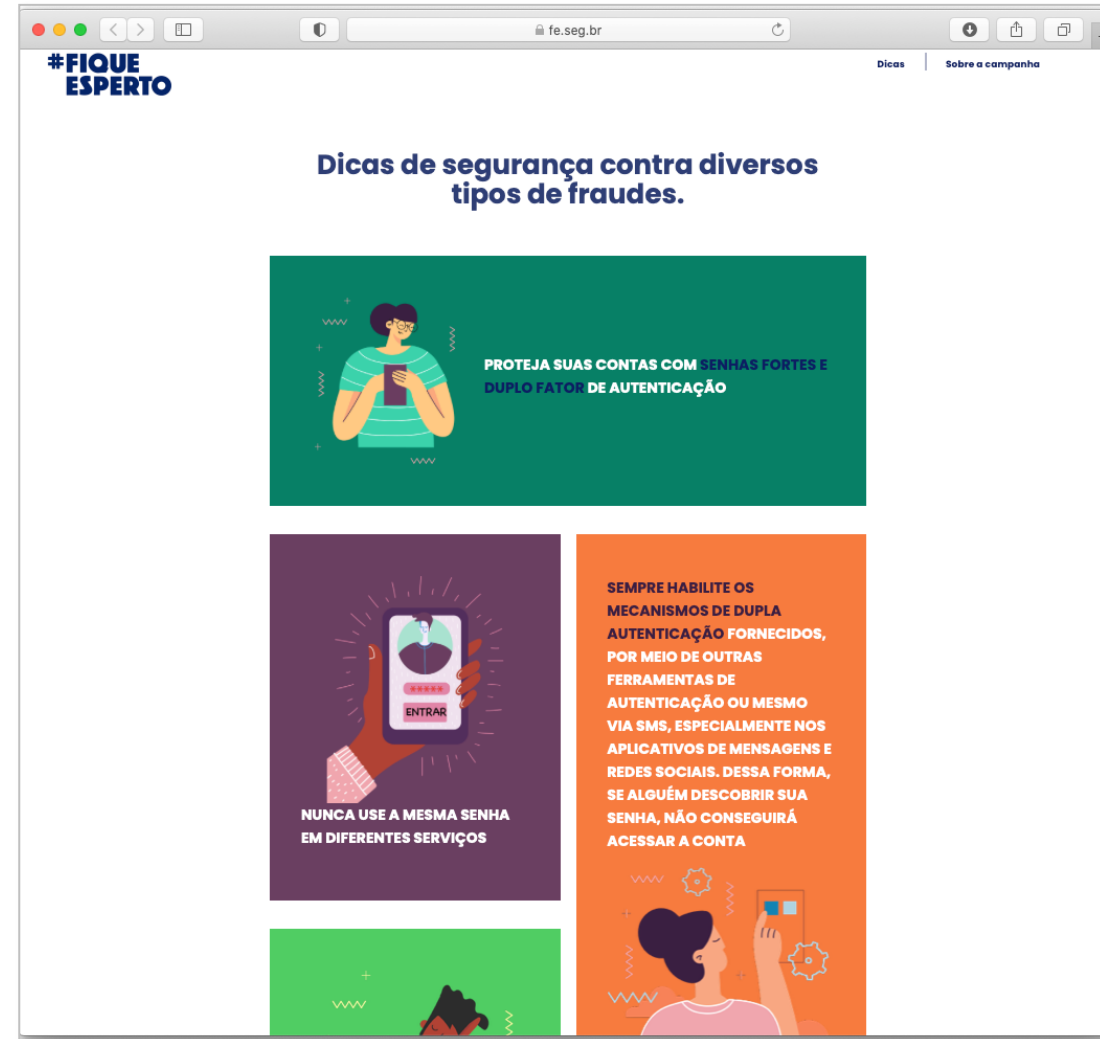 fe.seg.br
#FIQUE
ESPERTO
Dicas
Sobre a campanha
Dicas de segurança contra diversos
tipos de fraudes.
PROTEJA SUAS CONTAS COM SENHAS FORTES E
DUPLO FATOR DE AUTENTICAÇÃO
*****
ENTRAR
NUNCA USE A MESMA SENHA
EM DIFERENTES SERVIÇOS
SEMPRE HABILITE OS
MECANISMOS DE DUPLA
AUTENTICAÇÃO FORNECIDOS,
POR MEIO DE OUTRAS
FERRAMENTAS DE
AUTENTICAÇÃO OU MESMO
VIA SMS, ESPECIALMENTE NOS
APLICATIVOS DE MENSAGENS E
REDES SOCIAIS. DESSA FORMA,
SE ALGUÉM DESCOBRIR SUA
SENHA, NÃO CONSEGUIRÁ
ACESSAR A CONTA